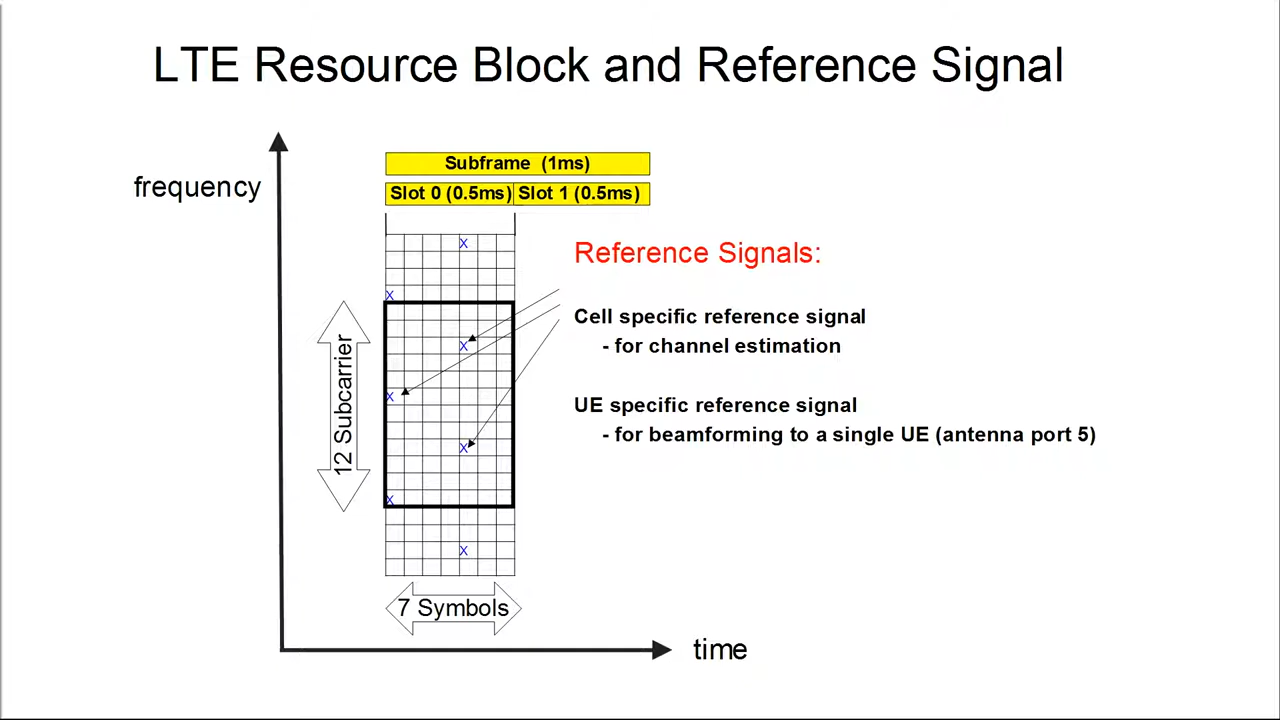 LTE Resource Block and Reference Signal
frequency
Subframe (1ms)
Slot 0 (0.5ms) Slot 1 (0.5ms)
x
x
x
x
x
x
x
Reference Signals:
Cell specific reference signal
- for channel estimation
UE specific reference signal
- for beamforming to a single UE (antenna port 5)
12 Subcarrier
7 Symbols
time